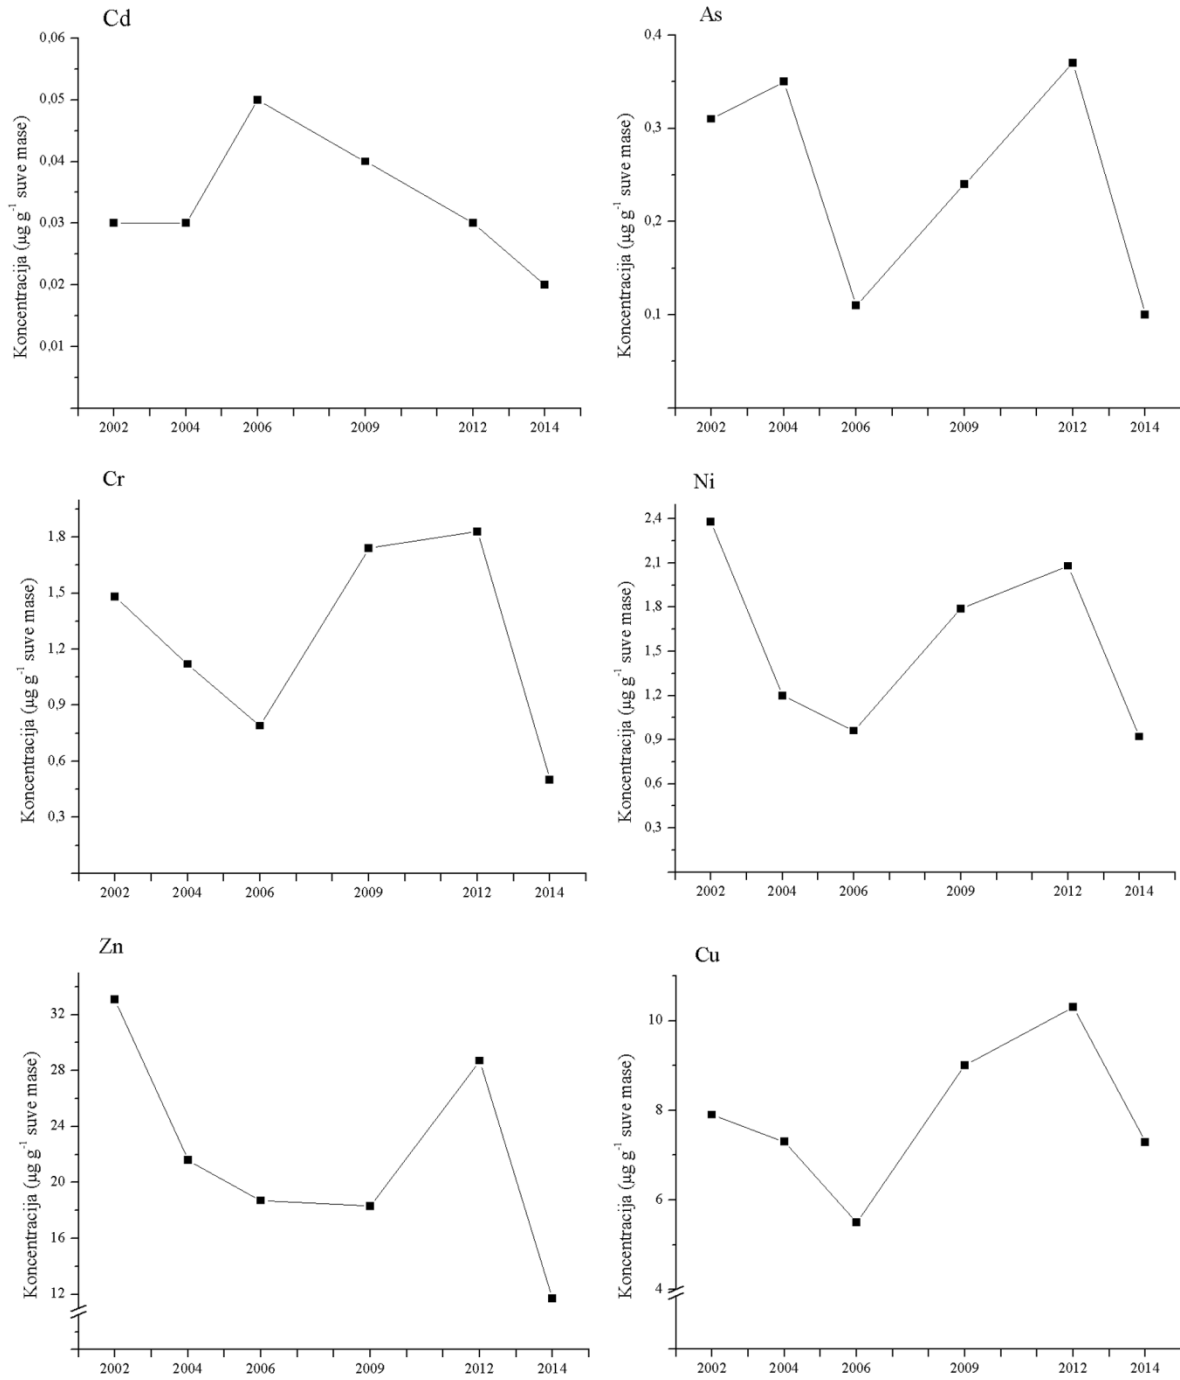 Cd
Koncentracija (µg g⁻¹ suve mase)
0,06
0,05
0,04
0,03
0,02
0,01
2002 2004 2006 2009 2012 2014
As
Koncentracija (µg g⁻¹ suve mase)
0,4
0,3
0,2
0,1
2002 2004 2006 2009 2012 2014
Cr
Koncentracija (µg g⁻¹ suve mase)
1,8
1,5
1,2
0,9
0,6
0,3
2002 2004 2006 2009 2012 2014
Ni
Koncentracija (µg g⁻¹ suve mase)
2,4
2,1
1,8
1,5
1,2
0,9
0,6
0,3
2002 2004 2006 2009 2012 2014
Zn
Koncentracija (µg g⁻¹ suve mase)
32
28
24
20
16
12
2002 2004 2006 2009 2012 2014
Cu
Koncentracija (µg g⁻¹ suve mase)
10
8
6
4
2002 2004 2006 2009 2012 2014